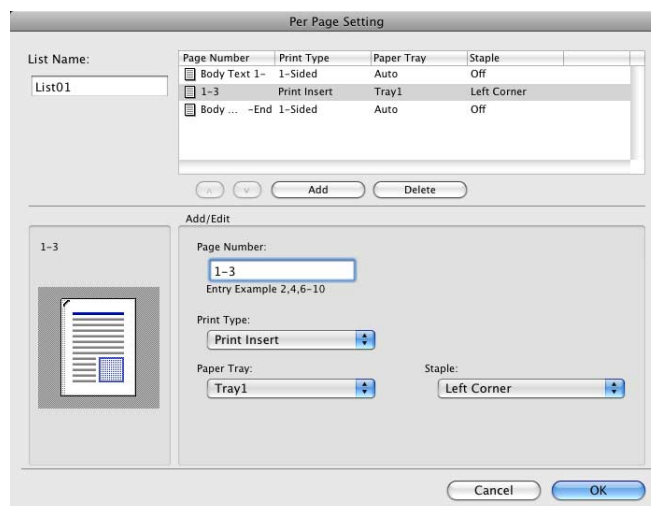 Per Page Setting
List Name:
List01
Page Number Print Type Paper Tray Staple
Body Text 1- 1-Sided Auto Off
1-3 Print Insert Tray1 Left Corner
Body ... -End 1-Sided Auto Off
Add Delete
Add/Edit
1-3
Page Number:
1-3
Entry Example 2,4,6-10
Print Type:
Print Insert
Paper Tray: Staple:
Tray1 Left Corner
Cancel OK